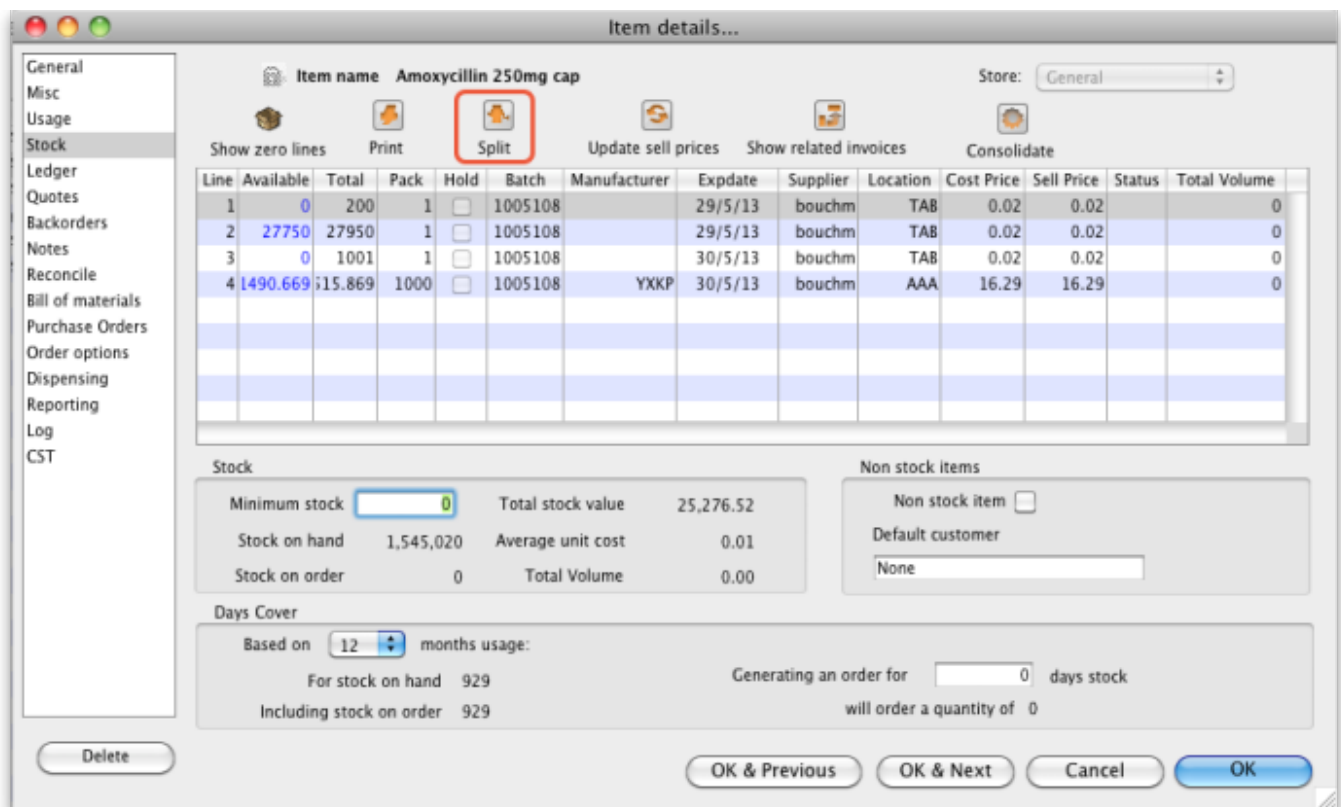 Item details...
General
Misc
Usage
Stock
Ledger
Quotes
Backorders
Notes
Reconcile
Bill of materials
Purchase Orders
Order options
Dispensing
Reporting
Log
CST
Item name Amoxycillin 250mg cap
Store: General
Show zero lines Print Split Update sell prices Show related invoices Consolidate
Line Available Total Pack Hold Batch Manufacturer Expdate Supplier Location Cost Price Sell Price Status Total Volume
1 0 200 1 1005108 29/5/13 bouchm TAB 0.02 0.02 0
2 27750 27950 1 1005108 29/5/13 bouchm TAB 0.02 0.02 0
3 0 1001 1 1005108 30/5/13 bouchm TAB 0.02 0.02 0
4 1490.669 15.869 1000 1005108 YXKP 30/5/13 bouchm AAA 16.29 16.29 0
Stock
Minimum stock 0 Total stock value 25,276.52
Stock on hand 1,545,020 Average unit cost 0.01
Stock on order 0 Total Volume 0.00
Non stock items
Non stock item
Default customer
None
Days Cover
Based on 12 months usage:
For stock on hand 929
Including stock on order 929
Generating an order for 0 days stock
will order a quantity of 0
Delete
OK & Previous OK & Next Cancel OK